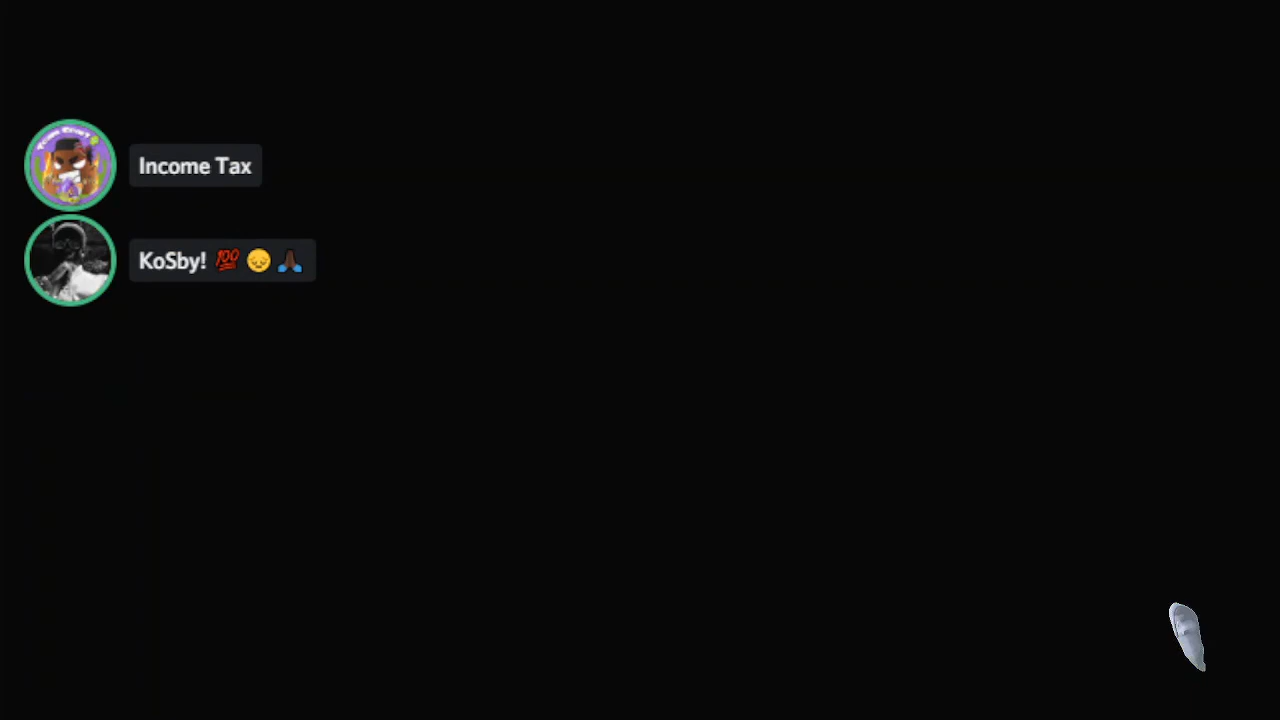 Income Tax
KoSby! 💯 😔 🙏🏿